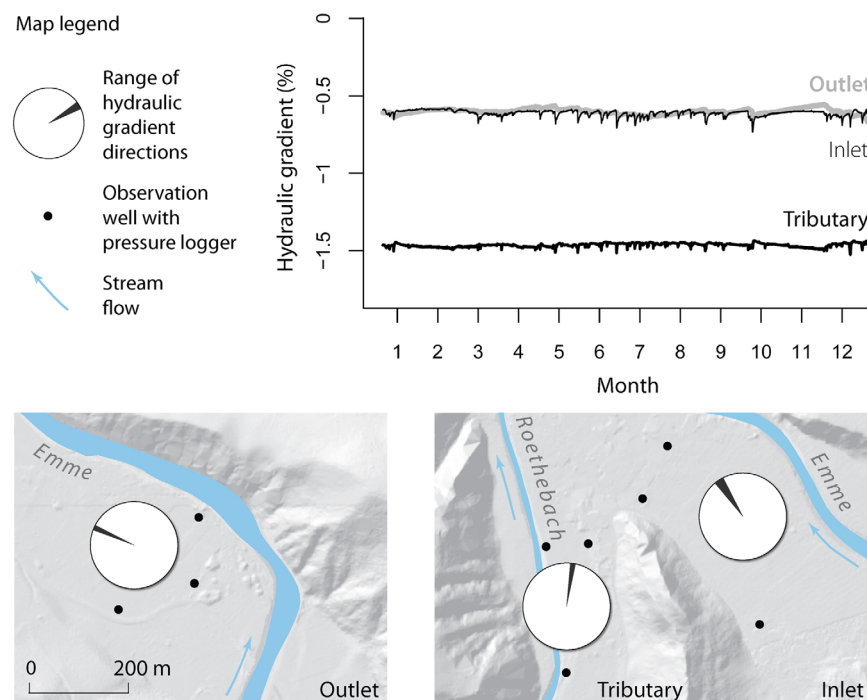 Map legend
Range of
hydraulic
gradient
directions
Observation
well with
pressure logger
Stream
flow
Hydraulic gradient (%)
0
−0.5
−1
−1.5
Outlet
Inlet
Tributary
1 2 3 4 5 6 7 8 9 10 11 12
Month
Emme
0 200 m
Outlet
Roethebach
Emme
Tributary
Inlet